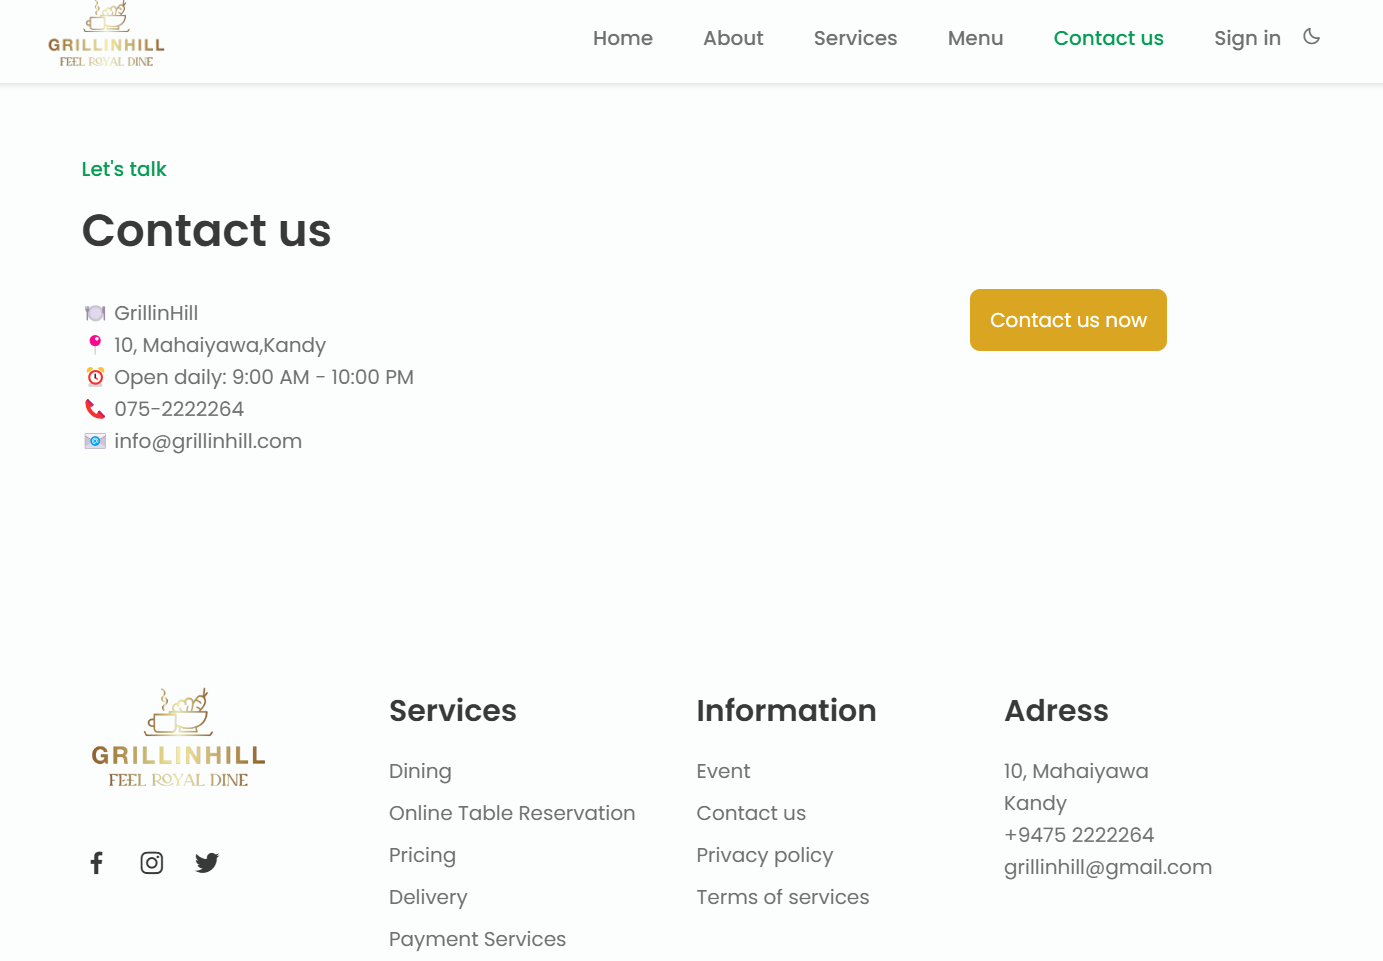 GRILLINHILL
FEEL ROYAL DINE
Home About Services Menu Contact us Sign in
Let's talk
Contact us
GrillinHill
10, Mahaiyawa,Kandy
Open daily: 9:00 AM - 10:00 PM
075-2222264
info@grillinhill.com
Contact us now
GRILLINHILL
FEEL ROYAL DINE
Services
Dining
Online Table Reservation
Pricing
Delivery
Payment Services
Information
Event
Contact us
Privacy policy
Terms of services
Adress
10, Mahaiyawa
Kandy
+9475 2222264
grillinhill@gmail.com